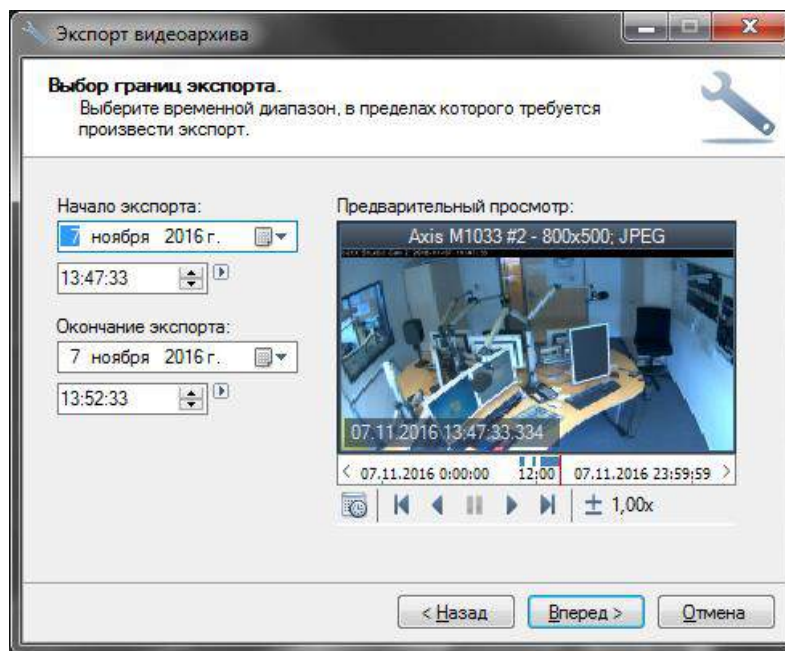 Экспорт видеоархива
Выбор границ экспорта.
Выберите временной диапазон, в пределах которого требуется
произвести экспорт.
Начало экспорта:
7 ноября 2016 г.
13:47:33
Окончание экспорта:
7 ноября 2016 г.
13:52:33
Предварительный просмотр:
Axis M1033 #2 - 800x500; JPEG
07.11.2016 13:47:33.334
07.11.2016 0:00:00 12:00 07.11.2016 23:59:59
1,00x
< Назад Вперед > Отмена